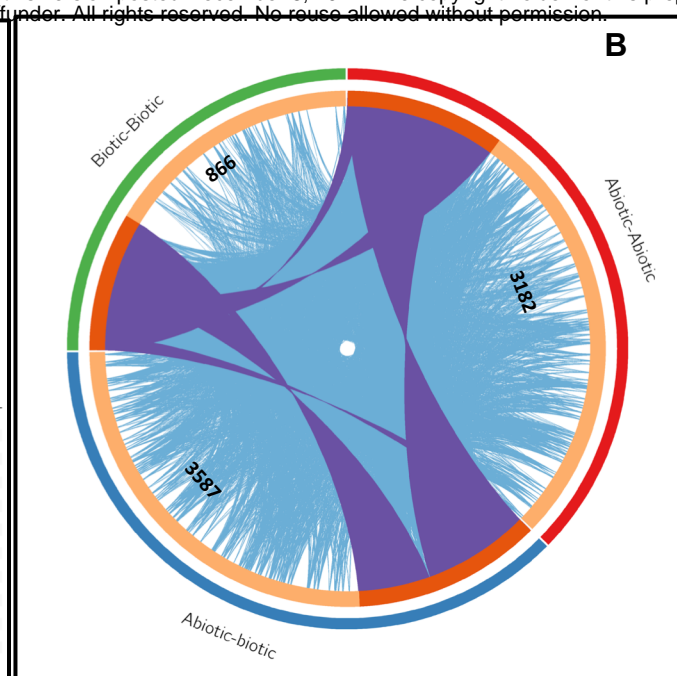 funder. All rights reserved. No reuse allowed without permission.
B
Biotic-Biotic
866
Abiotic-Abiotic
3182
3587
Abiotic-biotic